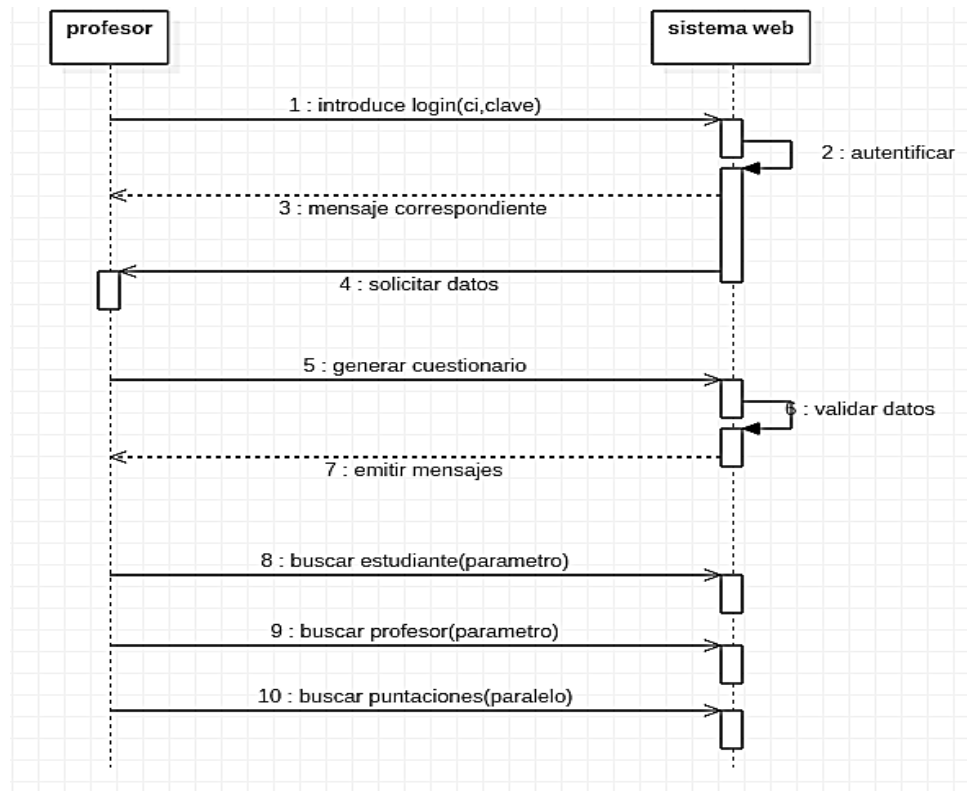 profesor
sistema web
1 : introduce login(ci,clave)
2 : autentificar
3 : mensaje correspondiente
4 : solicitar datos
5 : generar cuestionario
6 : validar datos
7 : emitir mensajes
8 : buscar estudiante(parametro)
9 : buscar profesor(parametro)
10 : buscar puntaciones(paralelo)